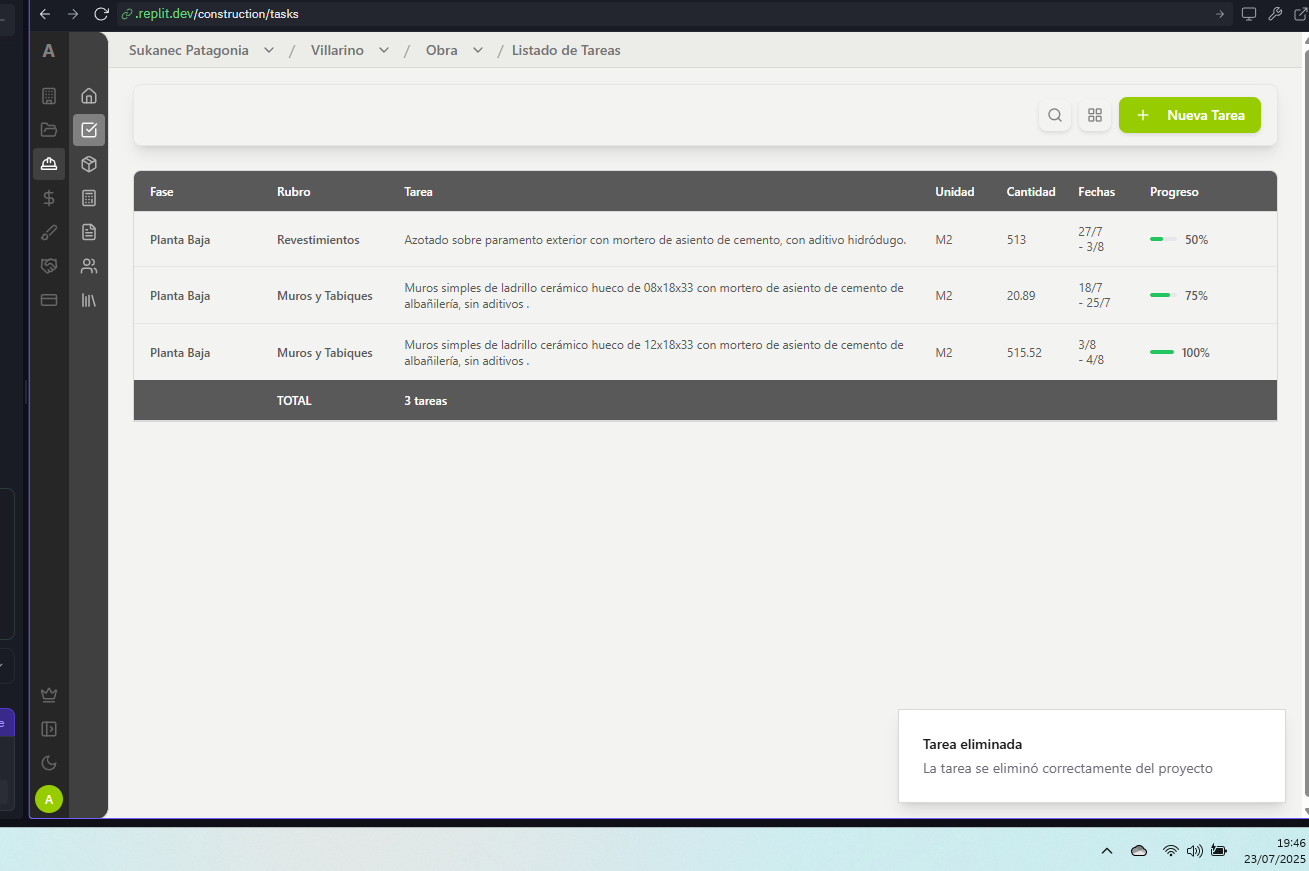 .replit.dev/construction/tasks
A
Sukanec Patagonia / Villarino / Obra / Listado de Tareas
+ Nueva Tarea
Fase Rubro Tarea Unidad Cantidad Fechas Progreso
Planta Baja Revestimientos Azotado sobre paramento exterior con mortero de asiento de cemento, con aditivo hidródugo. M2 513 27/7
- 3/8
50%
Planta Baja Muros y Tabiques Muros simples de ladrillo cerámico hueco de 08x18x33 con mortero de asiento de cemento de
albañilería, sin aditivos .
M2 20.89 18/7
- 25/7
75%
Planta Baja Muros y Tabiques Muros simples de ladrillo cerámico hueco de 12x18x33 con mortero de asiento de cemento de
albañilería, sin aditivos .
M2 515.52 3/8
- 4/8
100%
TOTAL 3 tareas
Tarea eliminada
La tarea se eliminó correctamente del proyecto
e
A
19:46
23/07/2025